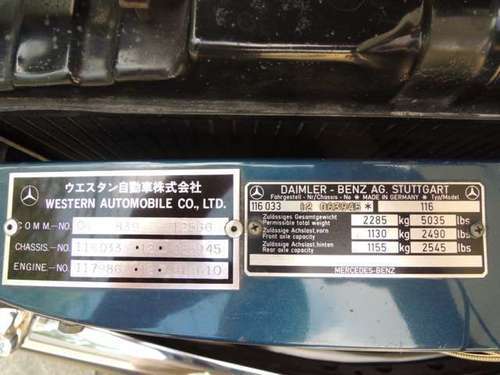 ウエスタン自動車株式会社
WESTERN AUTOMOBILE CO., LTD.
COMM.-NO.
CHASSIS.-NO. 116033
ENGINE.-NO.
DAIMLER - BENZ AG. STUTTGART
Fahrgestell - Nr/Chassis - No ★ MADE IN GERMANY ★ Typ/Model
116 033 12 * 116
Zulässiges Gesamtgewicht
Permissible total weight 2285 kg 5035 lbs
Zulässige Achslast, vorn
Front axle capacity 1130 kg 2490 lbs
Zulässige Achslast, hinten
Rear axle capacity 1155 kg 2545 lbs
MERCEDES-BENZ